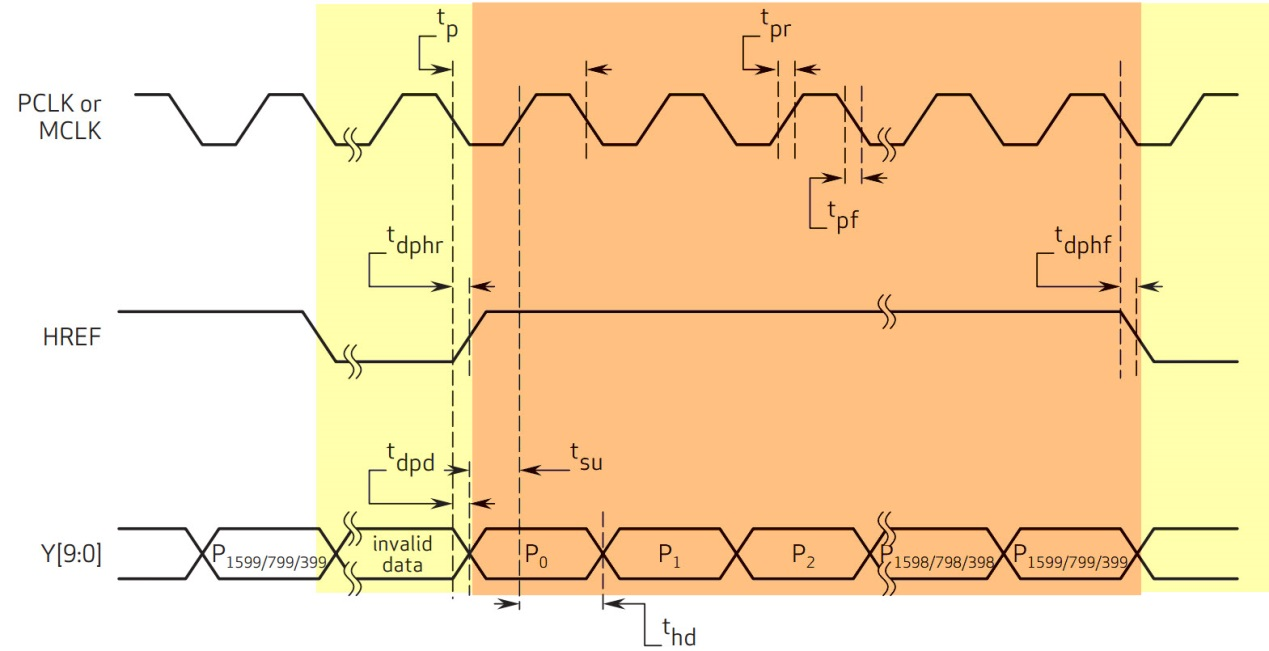 tp
tpr
PCLK or
MCLK
tpf
tdphr
tdphf
HREF
tdpd
tsu
Y[9:0]
P1599/799/399
invalid
data
P0
P1
P2
P1598/798/398
P1599/799/399
thd